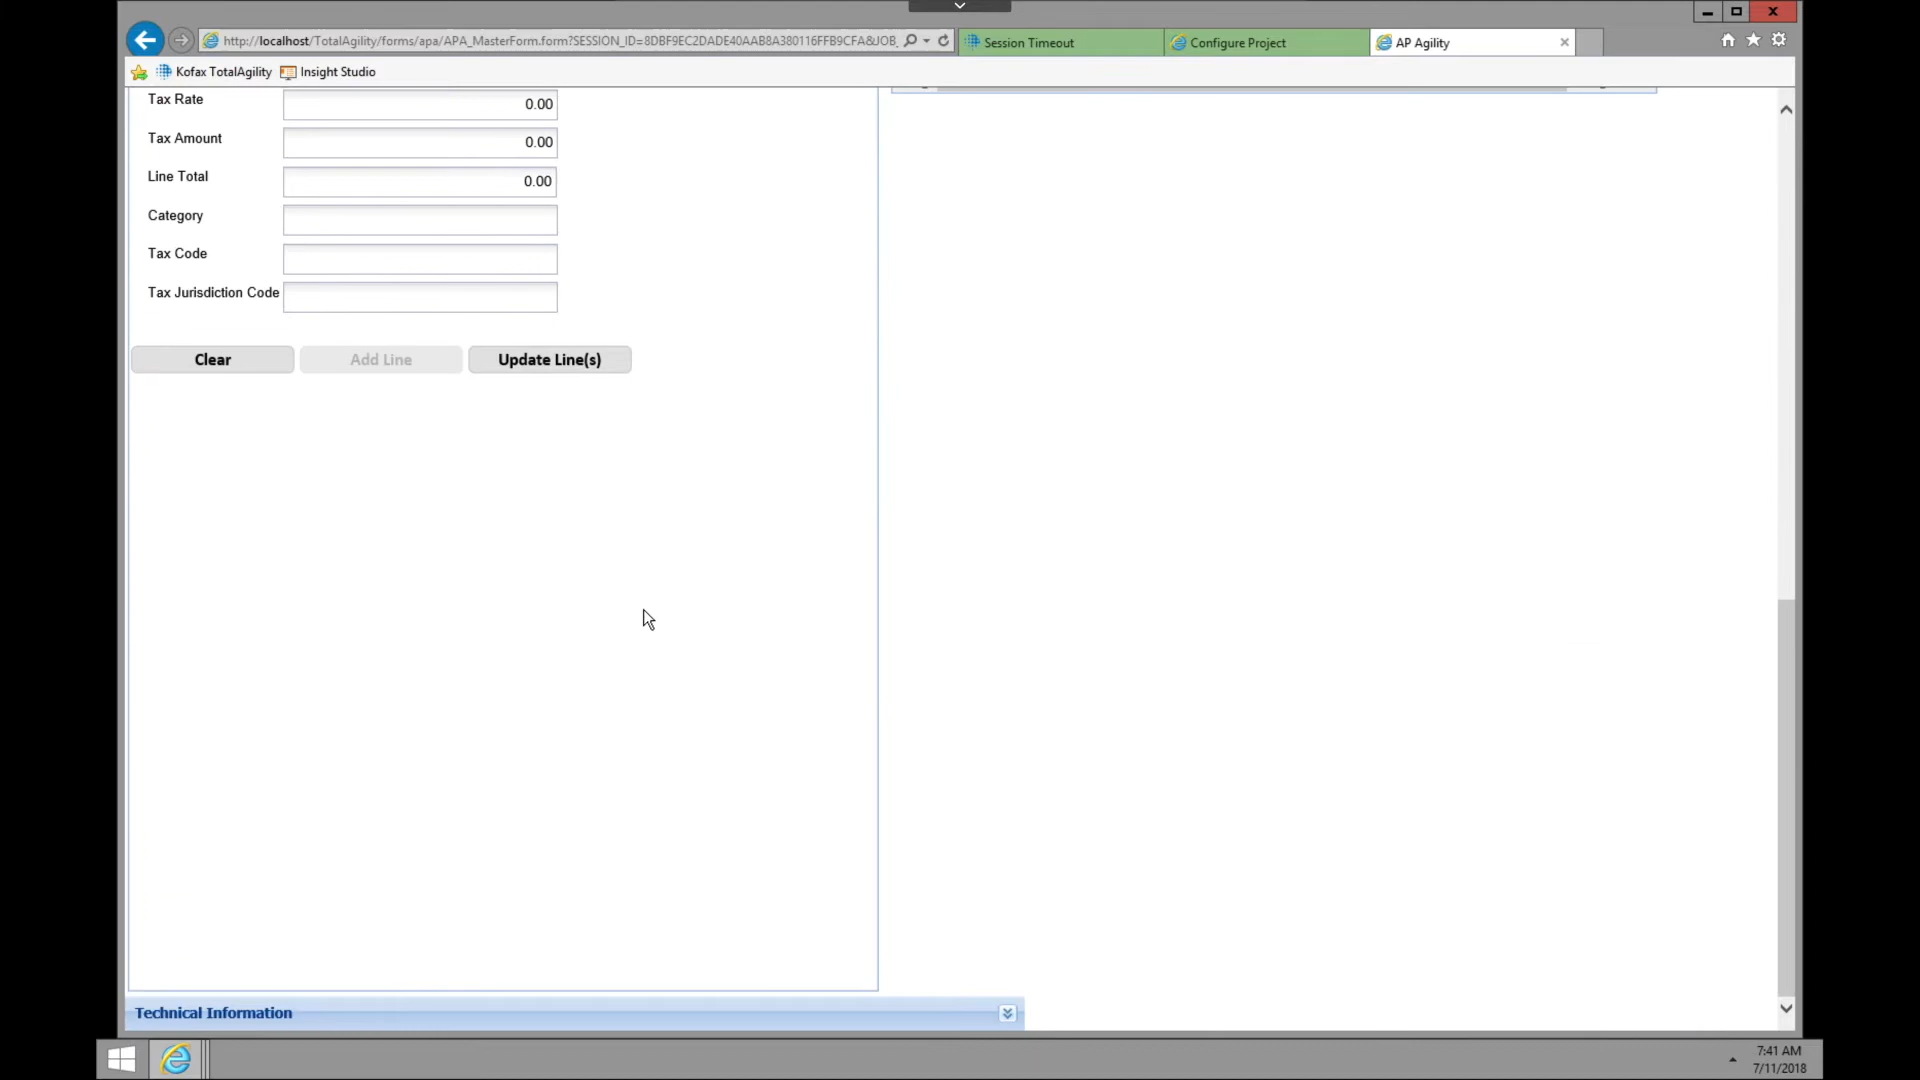 http://localhost/TotalAgility/forms/apa/APA_MasterForm.form?SESSION_ID=8DBF9EC2DADE40AAB8A380116FFB9CFA&JOB_
Session Timeout
Configure Project
AP Agility
Kofax TotalAgility
Insight Studio
Tax Rate
0.00
Tax Amount
0.00
Line Total
0.00
Category
Tax Code
Tax Jurisdiction Code
Clear
Add Line
Update Line(s)
Technical Information
7:41 AM
7/11/2018